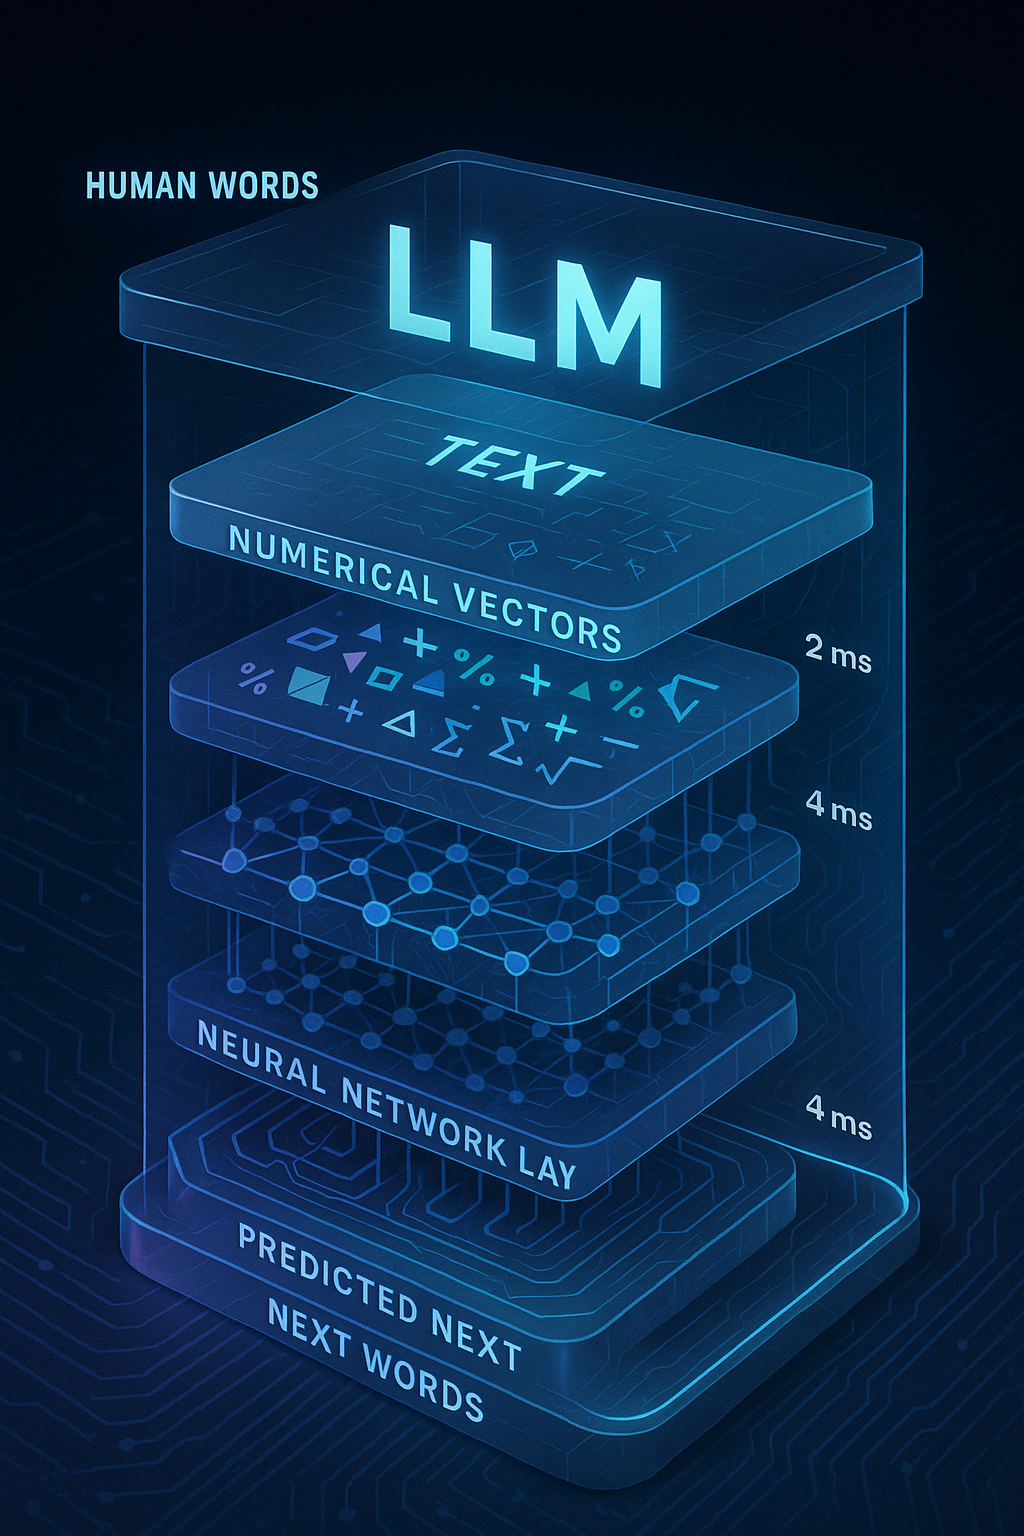 HUMAN WORDS
LLM
TEXT
NUMERICAL VECTORS
2 ms
4 ms
NEURAL NETWORK LAY
4 ms
PREDICTED NEXT
NEXT WORDS